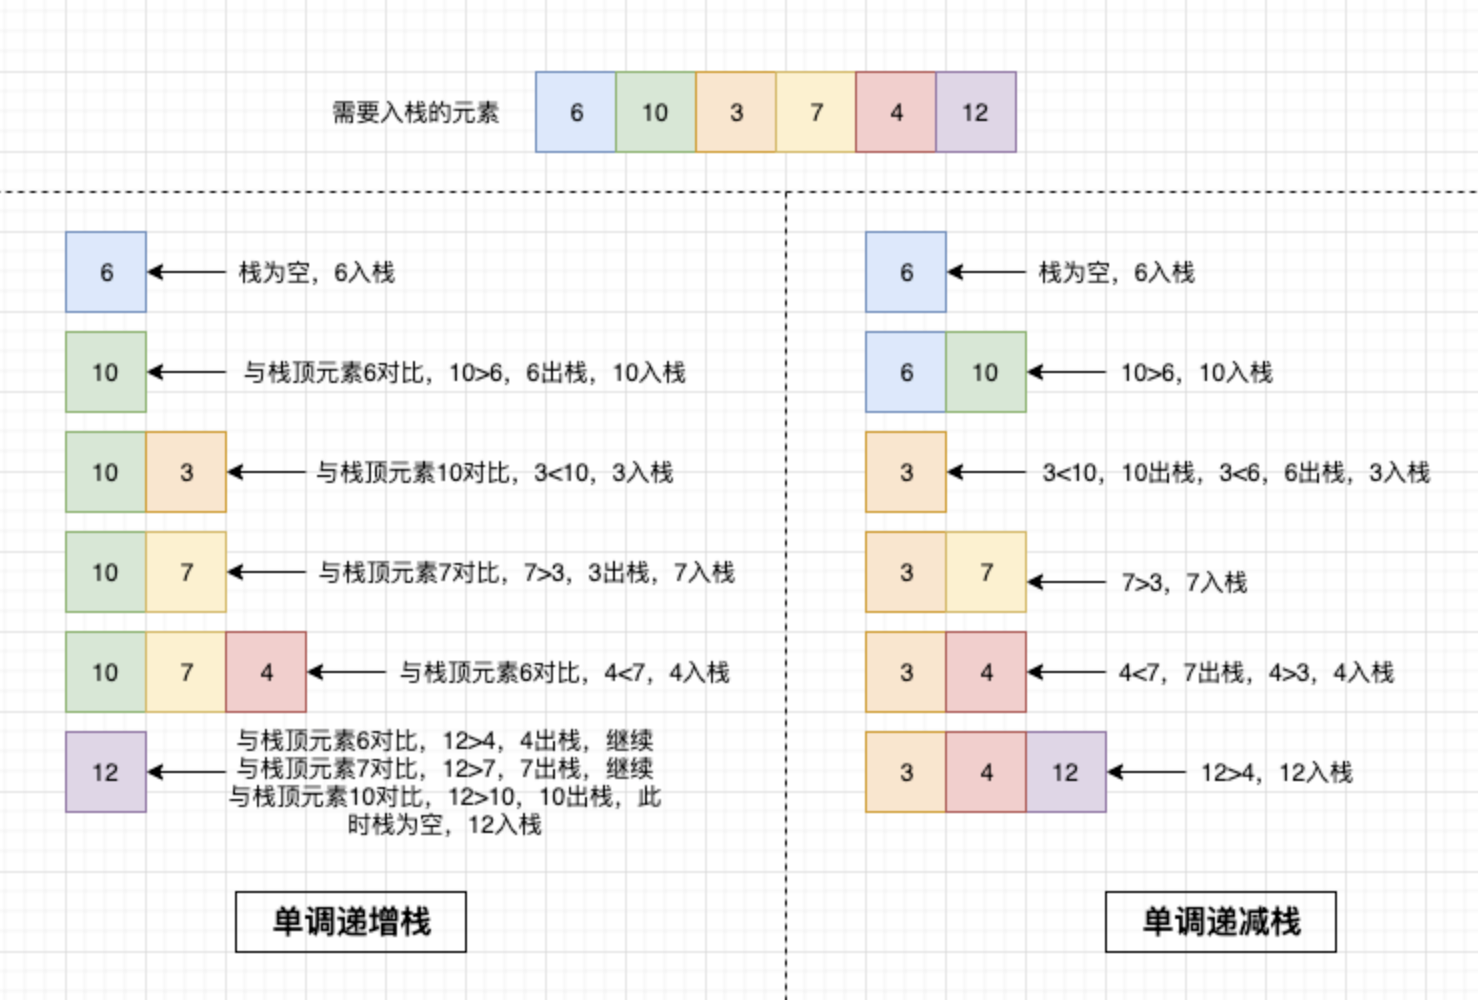 需要入栈的元素 6 10 3 7 4 12
6 栈为空，6入栈
10 与栈顶元素6对比，10>6，6出栈，10入栈
10 3 与栈顶元素10对比，3<10，3入栈
10 7 与栈顶元素7对比，7>3，3出栈，7入栈
10 7 4 与栈顶元素6对比，4<7，4入栈
12 与栈顶元素6对比，12>4，4出栈，继续
与栈顶元素7对比，12>7，7出栈，继续
与栈顶元素10对比，12>10，10出栈，此
时栈为空，12入栈
单调递增栈
6 栈为空，6入栈
6 10 10>6，10入栈
3 3<10，10出栈，3<6，6出栈，3入栈
3 7 7>3，7入栈
3 4 4<7，7出栈，4>3，4入栈
3 4 12 12>4，12入栈
单调递减栈